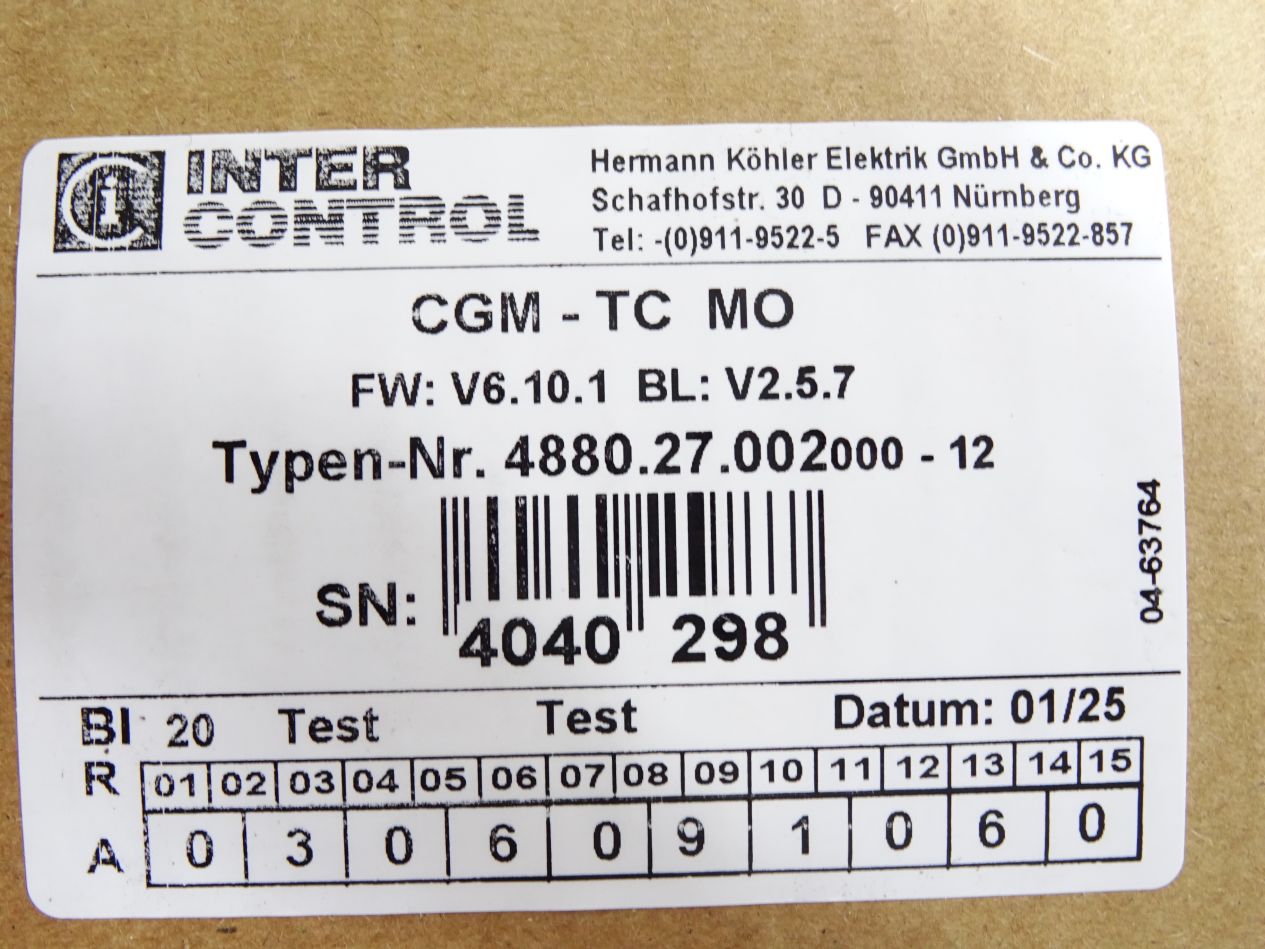 INTER
CONTROL
Hermann Köhler Elektrik GmbH & Co. KG
Schafhofstr. 30 D - 90411 Nürnberg
Tel: -(0)911-9522-5 FAX (0)911-9522-857
CGM - TC MO
FW: V6.10.1 BL: V2.5.7
Typen-Nr. 4880.27.002000 - 12
SN: 4040 298
04-63764
BI 20 Test Test Datum: 01/25
R 01 02 03 04 05 06 07 08 09 10 11 12 13 14 15
A 0 3 0 6 0 9 1 0 6 0